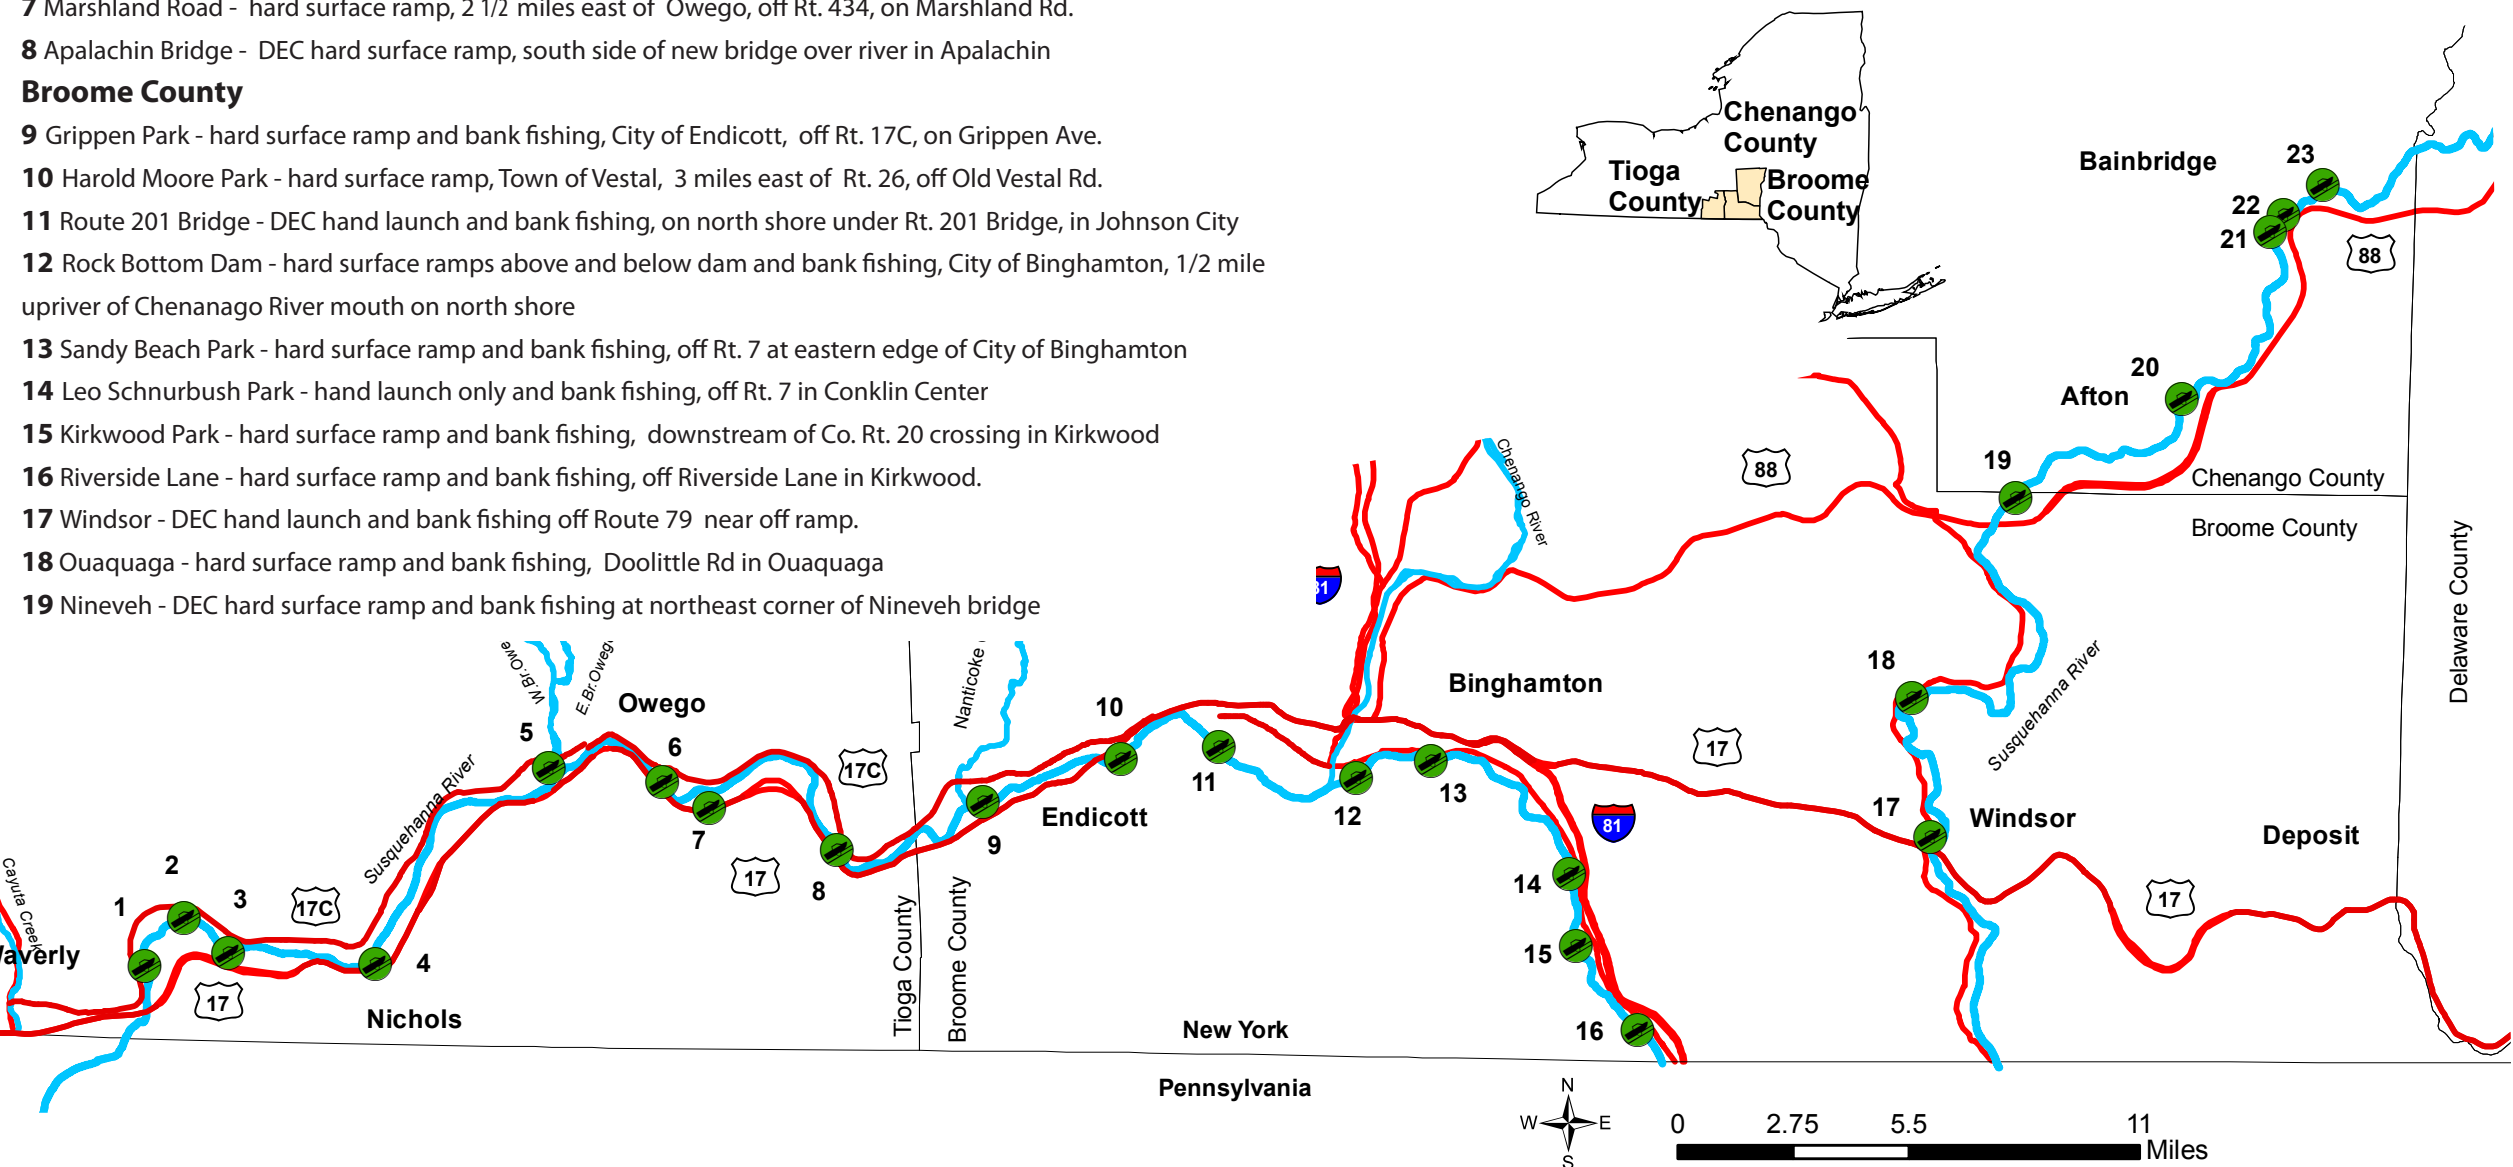 7 Marshland Road - hard surface ramp, 2 1/2 miles east of Owego, off Rt. 434, on Marshland Rd.
8 Apalachin Bridge - DEC hard surface ramp, south side of new bridge over river in Apalachin
Broome County
9 Grippen Park - hard surface ramp and bank fishing, City of Endicott, off Rt. 17C, on Grippen Ave.
10 Harold Moore Park - hard surface ramp, Town of Vestal, 3 miles east of Rt. 26, off Old Vestal Rd.
11 Route 201 Bridge - DEC hand launch and bank fishing, on north shore under Rt. 201 Bridge, in Johnson City
12 Rock Bottom Dam - hard surface ramps above and below dam and bank fishing, City of Binghamton, 1/2 mile
upriver of Chenanago River mouth on north shore
13 Sandy Beach Park - hard surface ramp and bank fishing, off Rt. 7 at eastern edge of City of Binghamton
14 Leo Schnurbush Park - hand launch only and bank fishing, off Rt. 7 in Conklin Center
15 Kirkwood Park - hard surface ramp and bank fishing, downstream of Co. Rt. 20 crossing in Kirkwood
16 Riverside Lane - hard surface ramp and bank fishing, off Riverside Lane in Kirkwood.
17 Windsor - DEC hand launch and bank fishing off Route 79 near off ramp.
18 Ouaquaga - hard surface ramp and bank fishing, Doolittle Rd in Ouaquaga
19 Nineveh - DEC hard surface ramp and bank fishing at northeast corner of Nineveh bridge
Chenango
County
Tioga
County
Broome
County
Bainbridge
23
22
21
88
20
Afton
19
Chenango County
Broome County
88
Chenango River
81
Delaware County
Binghamton
18
Susquehanna River
17
17
Windsor
Deposit
17
W.Br.Owe
E.Br.Oweg
Owego
Nanticoke
5
6
7
17C
17
8
10
11
Endicott
9
12
13
81
14
15
16
Susquehanna River
Cayuta Creek
1
2
3
17C
4
averly
17
Nichols
Tioga County
Broome County
New York
Pennsylvania
N
W
E
S
0 2.75 5.5 11
Miles